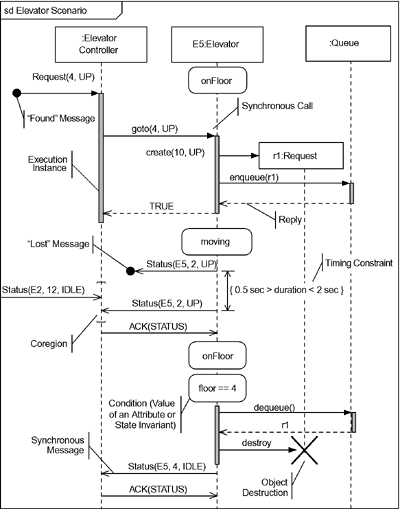 sd Elevator Scenario
:Elevator
Controller
E5:Elevator
:Queue
onFloor
Request(4, UP)
Synchronous Call
"Found" Message
goto(4, UP)
create(10, UP)
r1:Request
Execution
Instance
enqueue(r1)
TRUE
Reply
"Lost" Message
moving
Timing Constraint
Status(E5, 2, UP)
Status(E2, 12, IDLE)
{ 0.5 sec > duration < 2 sec }
Status(E5, 2, UP)
ACK(STATUS)
Coregion
onFloor
floor == 4
Condition (Value
of an Attribute or
State Invariant)
dequeue()
r1
Synchronous
Message
destroy
Status(E5, 4, IDLE)
Object
Destruction
ACK(STATUS)